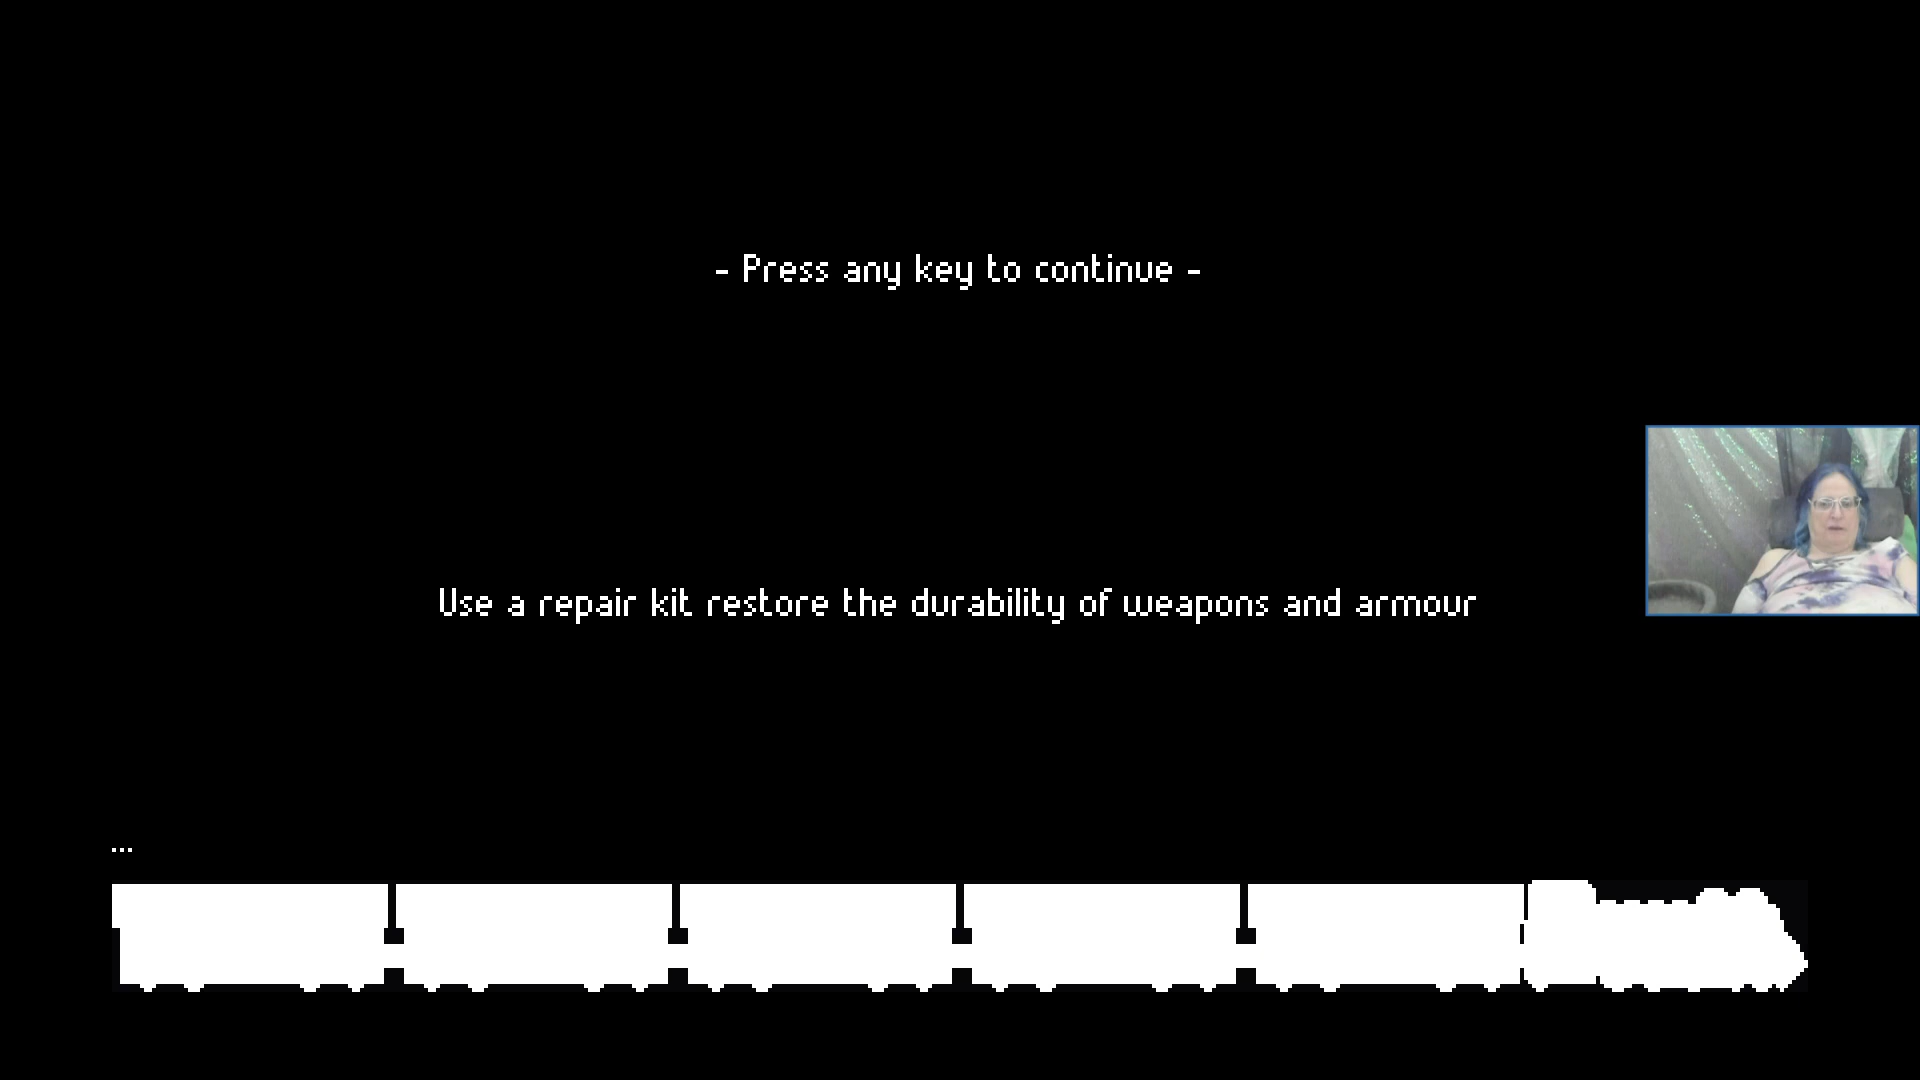 - Press any key to continue -
Use a repair kit restore the durability of weapons and armour
...